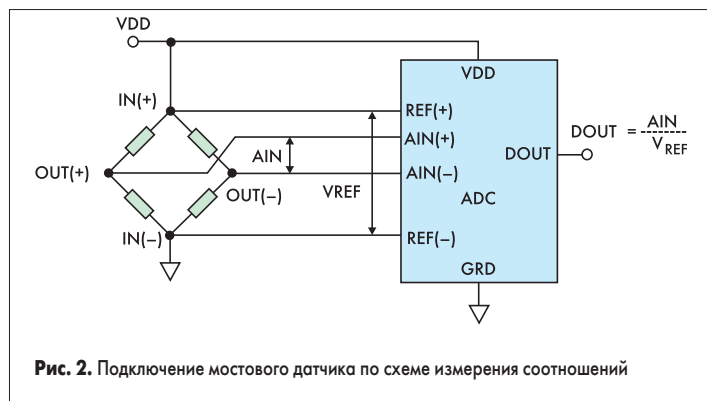 VDD
IN(+)
OUT(+)
OUT(−)
IN(−)
AIN
VREF
VDD
REF(+)
AIN(+)
AIN(−)
REF(−)
DOUT
ADC
GRD
DOUT = AIN / VREF
Рис. 2. Подключение мостового датчика по схеме измерения соотношений